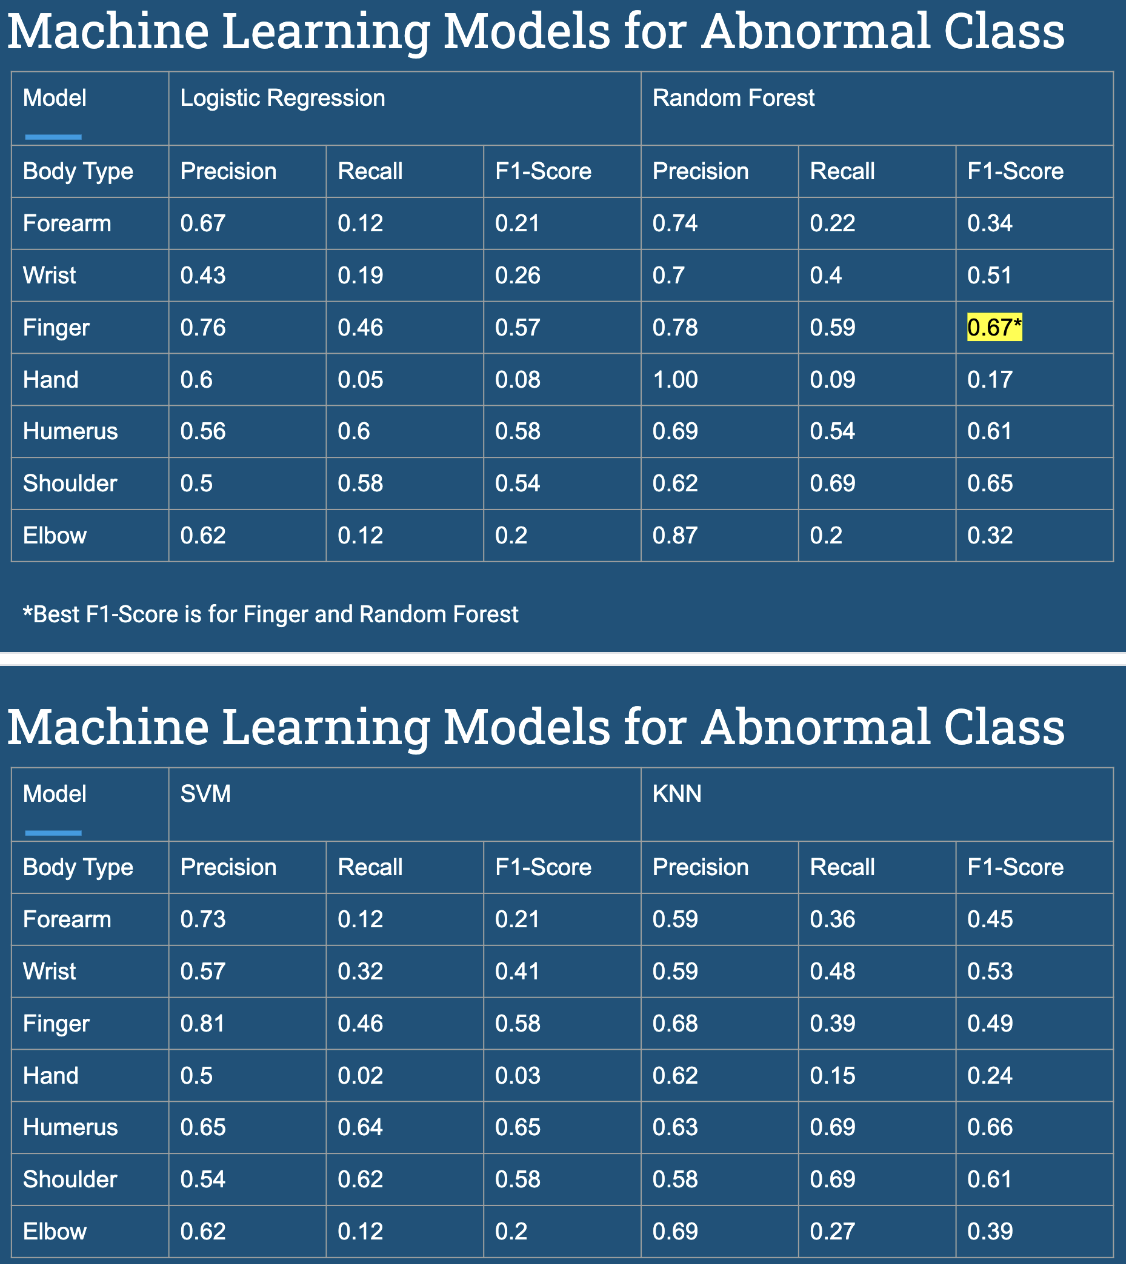 Machine Learning Models for Abnormal Class
Model Logistic Regression Random Forest
Body Type Precision Recall F1-Score Precision Recall F1-Score
Forearm 0.67 0.12 0.21 0.74 0.22 0.34
Wrist 0.43 0.19 0.26 0.7 0.4 0.51
Finger 0.76 0.46 0.57 0.78 0.59 0.67*
Hand 0.6 0.05 0.08 1.00 0.09 0.17
Humerus 0.56 0.6 0.58 0.69 0.54 0.61
Shoulder 0.5 0.58 0.54 0.62 0.69 0.65
Elbow 0.62 0.12 0.2 0.87 0.2 0.32
*Best F1-Score is for Finger and Random Forest
Machine Learning Models for Abnormal Class
Model SVM KNN
Body Type Precision Recall F1-Score Precision Recall F1-Score
Forearm 0.73 0.12 0.21 0.59 0.36 0.45
Wrist 0.57 0.32 0.41 0.59 0.48 0.53
Finger 0.81 0.46 0.58 0.68 0.39 0.49
Hand 0.5 0.02 0.03 0.62 0.15 0.24
Humerus 0.65 0.64 0.65 0.63 0.69 0.66
Shoulder 0.54 0.62 0.58 0.58 0.69 0.61
Elbow 0.62 0.12 0.2 0.69 0.27 0.39